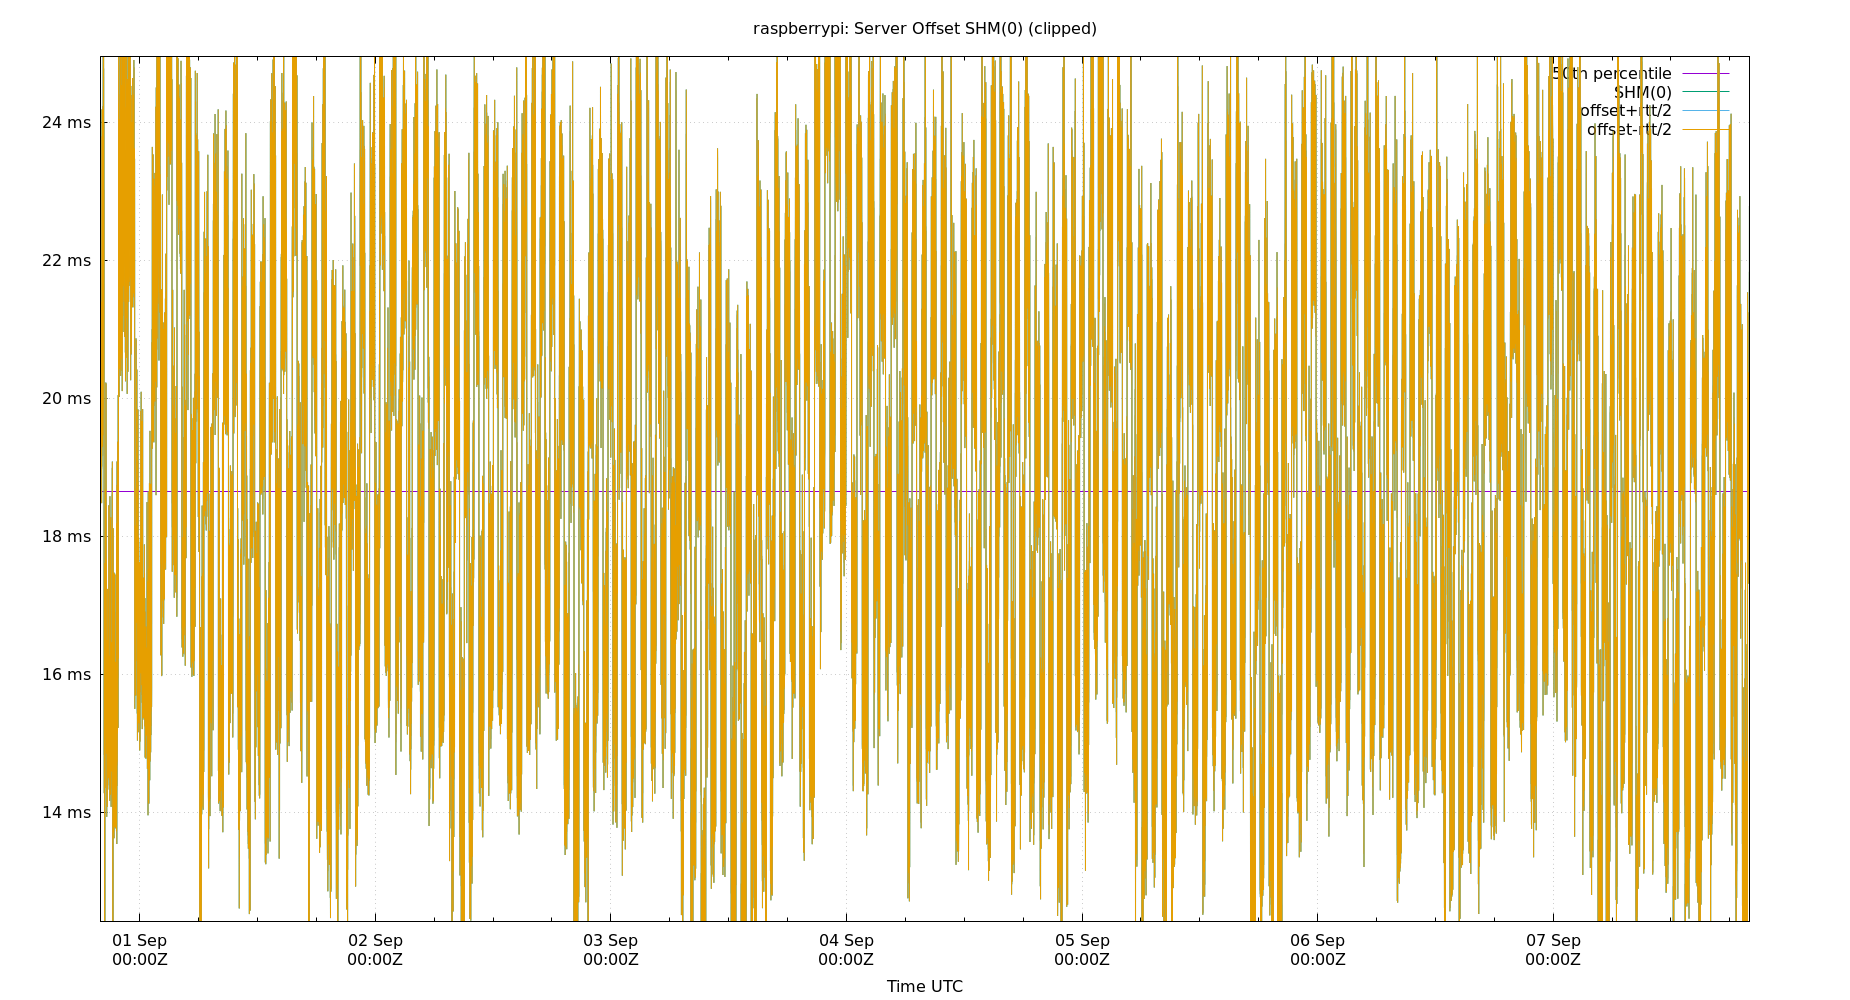 raspberrypi: Server Offset SHM(0) (clipped)
50th percentile
SHM(0)
offset+rtt/2
offset-rtt/2
24 ms
22 ms
20 ms
18 ms
16 ms
14 ms
01 Sep 02 Sep 03 Sep 04 Sep 05 Sep 06 Sep 07 Sep
00:00Z 00:00Z 00:00Z 00:00Z 00:00Z 00:00Z 00:00Z
Time UTC